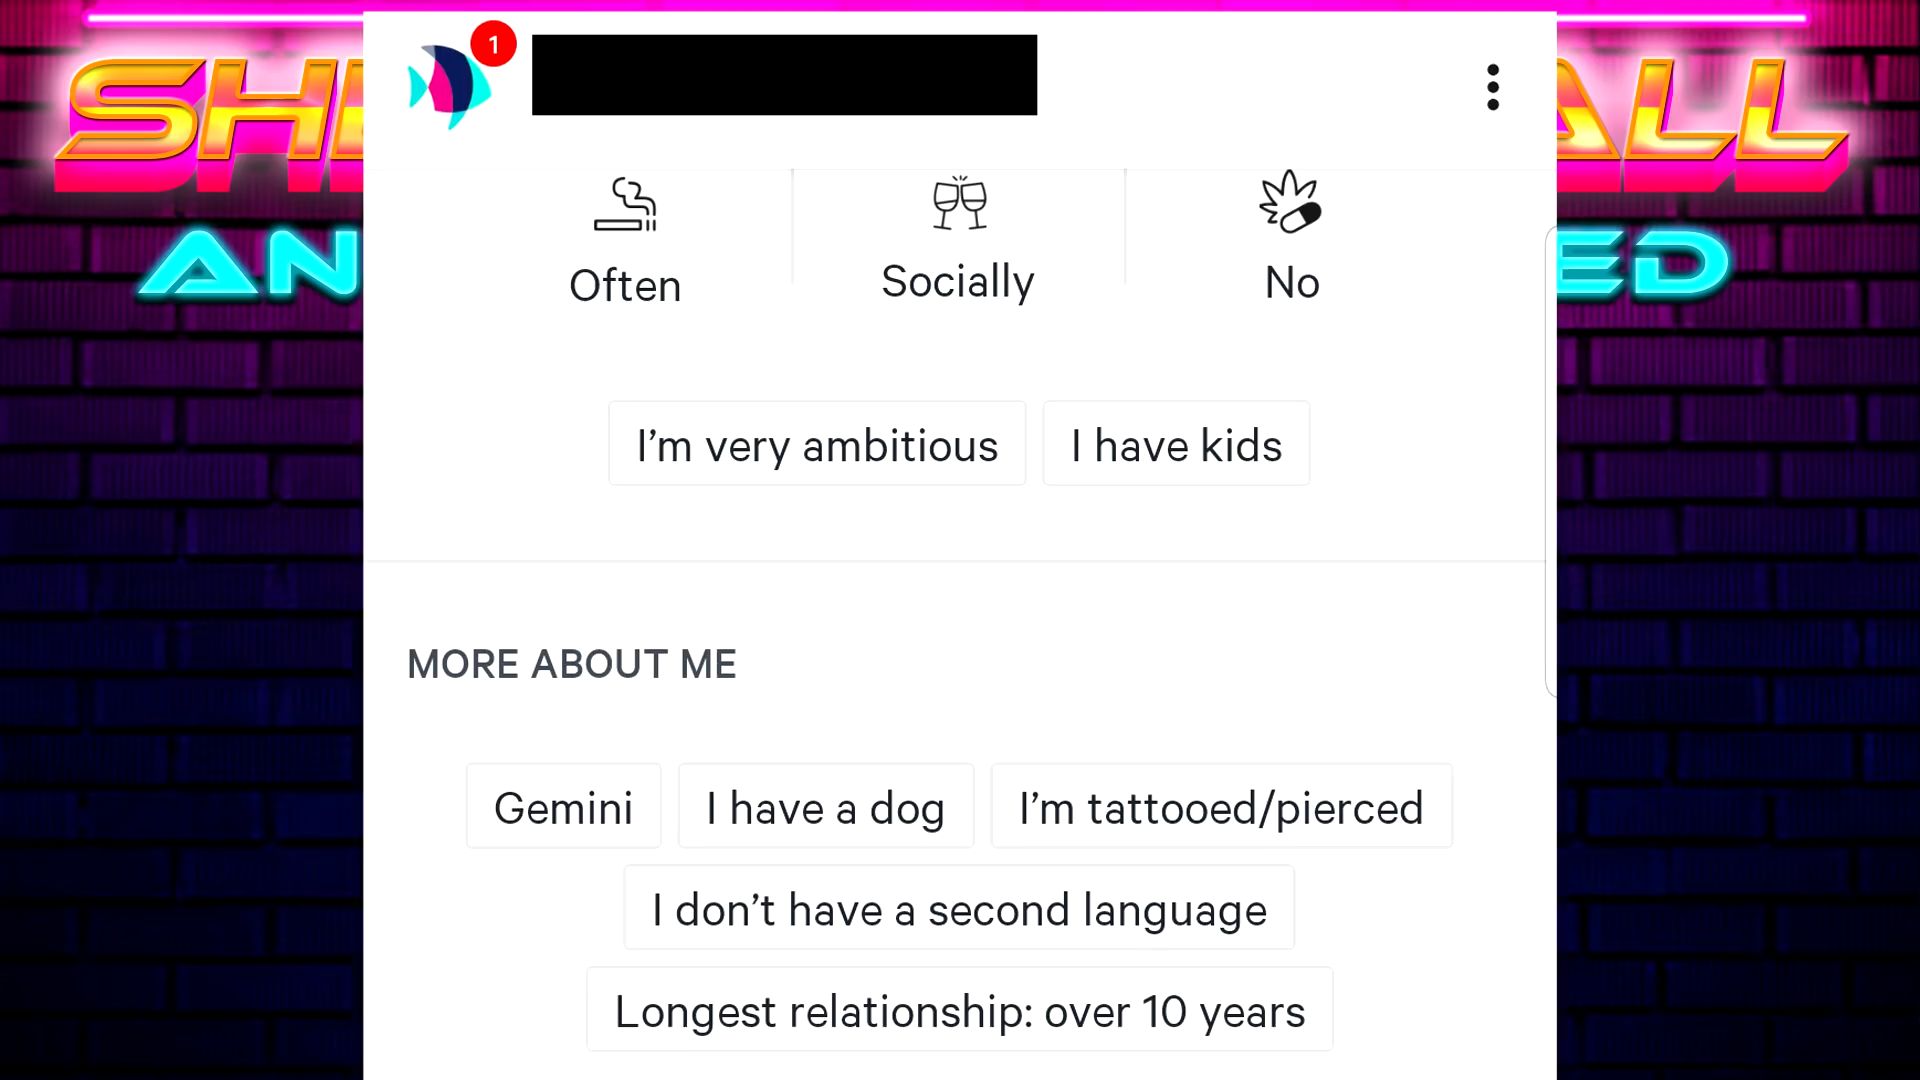 1
Often Socially No
I’m very ambitious I have kids
MORE ABOUT ME
Gemini I have a dog I’m tattooed/pierced
I don’t have a second language
Longest relationship: over 10 years